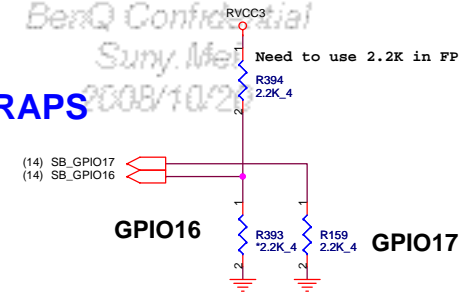 BenQ Confidential
RVCC3
Suny.Mei
Need to use 2.2K in FP
R394
2.2K_4
RAPS
2008/10/2
1
2
(14) SB_GPIO17
(14) SB_GPIO16
1
1
GPIO16
R393
*2.2K_4
R159
2.2K_4
GPIO17
2
2